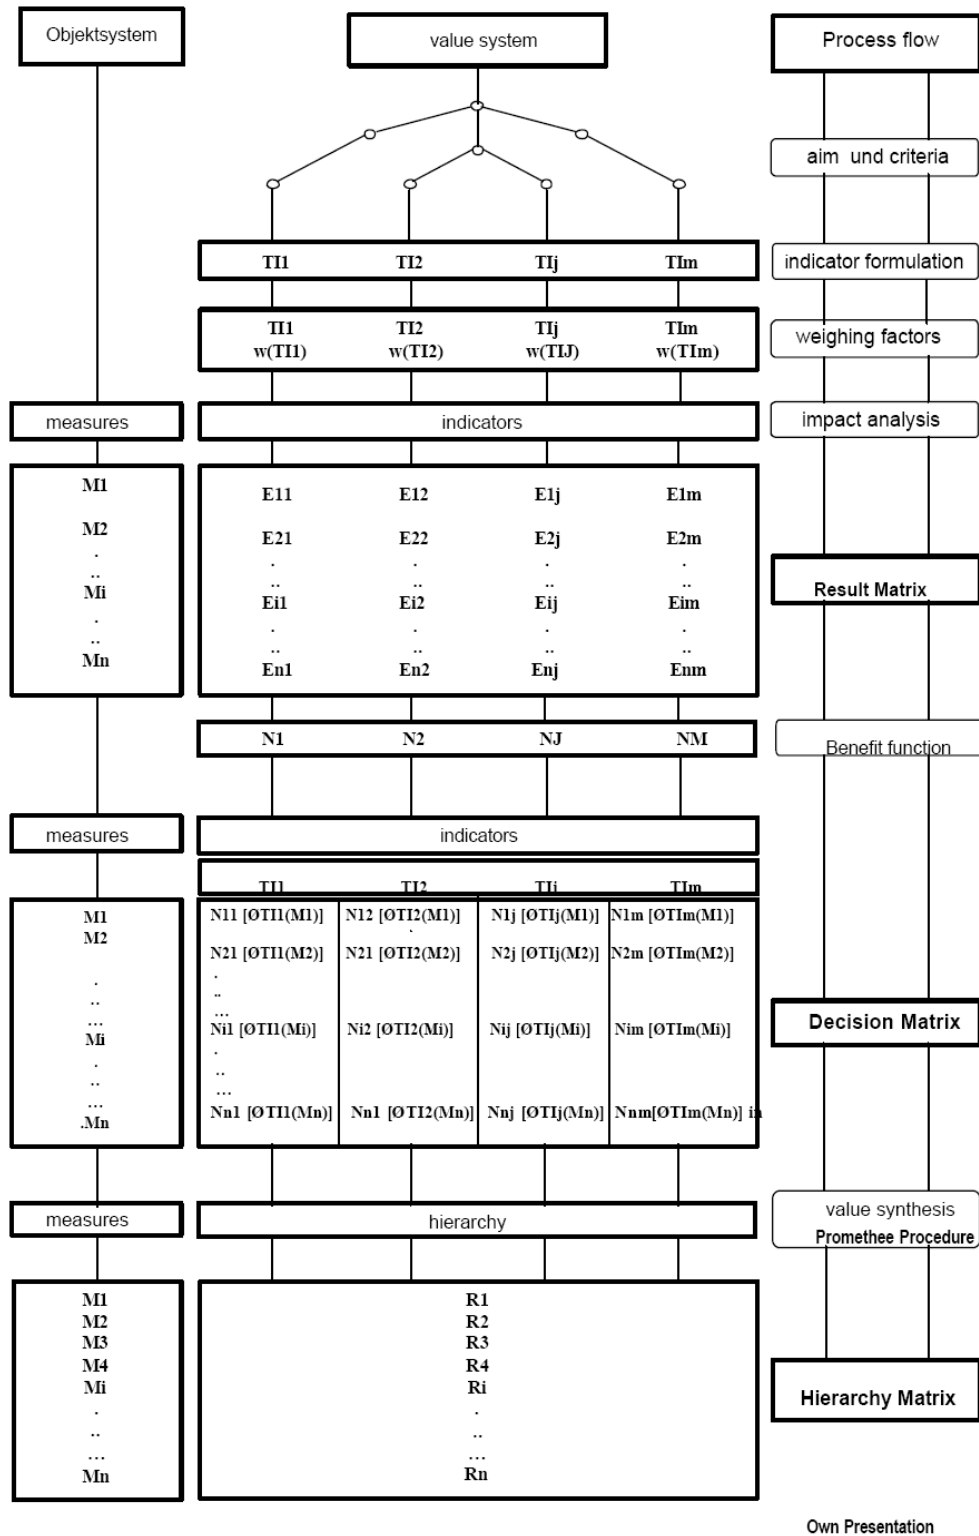 Objektsystem
value system
Process flow
aim und criteria
TI1 TI2 TIj TIm
indicator formulation
TI1 TI2 TIj TIm
w(TI1) w(TI2) w(TIJ) w(TIm)
weighing factors
measures
indicators
impact analysis
M1
M2
.
..
Mi
.
..
Mn
E11 E12 E1j E1m
E21 E22 E2j E2m
. . . .
.. .. .. ..
Ei1 Ei2 Eij Eim
. . . .
.. .. .. ..
En1 En2 Enj Enm
Result Matrix
N1 N2 NJ NM
Benefit function
measures
indicators
TI1 TI2 TIj TIm
M1
M2
.
..
...
Mi
.
..
...
.Mn
N11 [ØTI1(M1)] N12 [ØTI2(M1)] N1j [ØTIj(M1)] N1m [ØTIm(M1)]
.
N21 [ØTI1(M2)] N21 [ØTI2(M2)] N2j [ØTIj(M2)] N2m [ØTIm(M2)]
.
..
...
Ni1 [ØTI1(Mi)] Ni2 [ØTI2(Mi)] Nij [ØTIj(Mi)] Nim [ØTIm(Mi)]
.
..
...
Nn1 [ØTI1(Mn)] Nn1 [ØTI2(Mn)] Nnj [ØTIj(Mn)] Nnm[ØTIm(Mn)] in
Decision Matrix
measures
hierarchy
value synthesis
Promethee Procedure
M1
M2
M3
M4
Mi
.
..
...
Mn
R1
R2
R3
R4
Ri
.
..
...
Rn
Hierarchy Matrix
Own Presentation